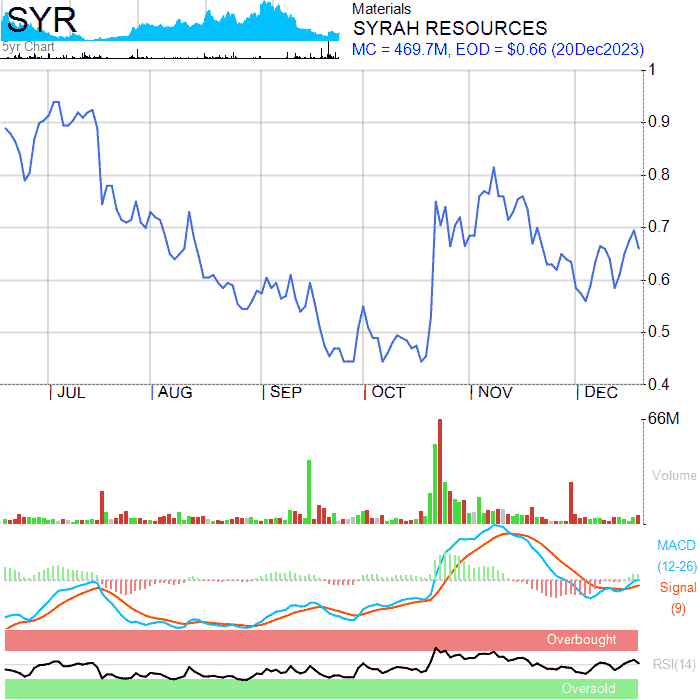 SYR
5yr Chart
Materials
SYRAH RESOURCES
MC = 469.7M, EOD = $0.66 (20Dec2023)
1
0.9
0.8
0.7
0.6
0.5
0.4
JUL AUG SEP OCT NOV DEC
66M
Volume
MACD
(12-26)
Signal
(9)
Overbought
RSI(14)
Oversold